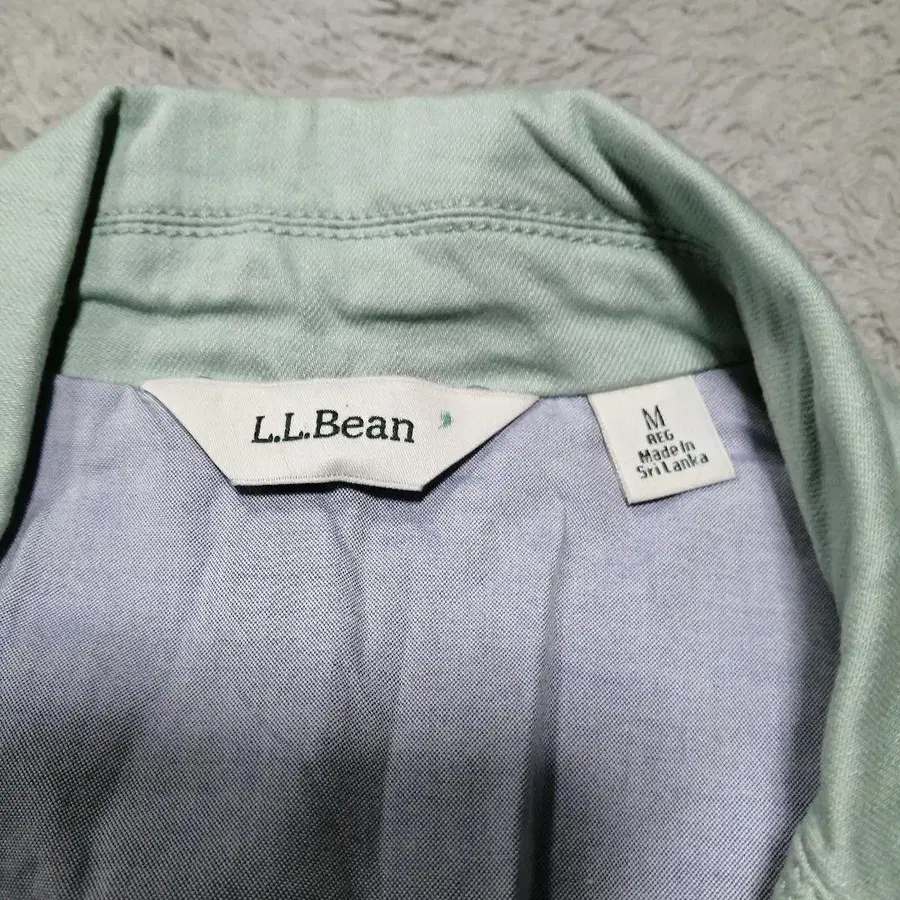 L.L.Bean
M
REG
Made in
Sri Lanka